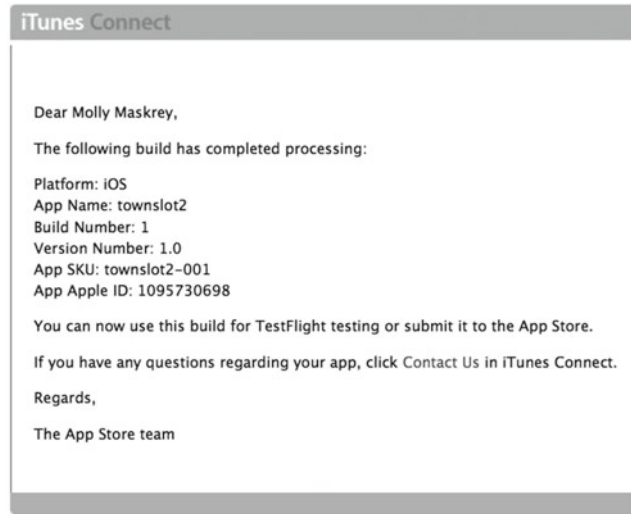 iTunes Connect
Dear Molly Maskrey,
The following build has completed processing:
Platform: iOS
App Name: townslot2
Build Number: 1
Version Number: 1.0
App SKU: townslot2-001
App Apple ID: 1095730698
You can now use this build for TestFlight testing or submit it to the App Store.
If you have any questions regarding your app, click Contact Us in iTunes Connect.
Regards,
The App Store team